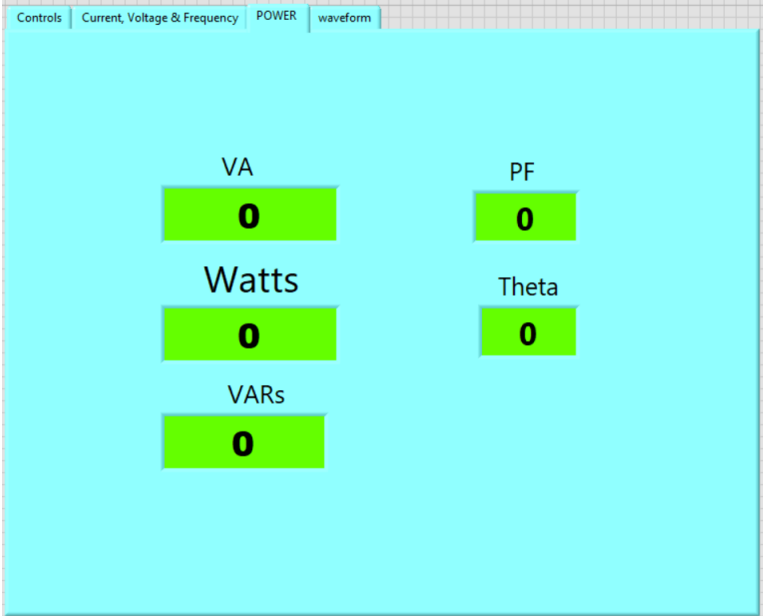 Controls
Current, Voltage & Frequency
POWER
waveform
VA
0
PF
0
Watts
0
Theta
0
VARs
0